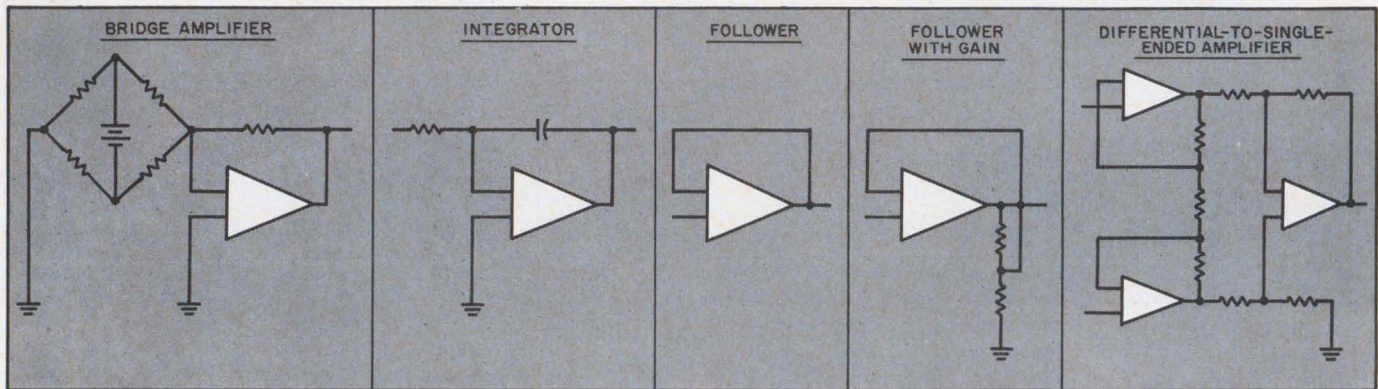 BRIDGE AMPLIFIER
INTEGRATOR
FOLLOWER
FOLLOWER
WITH GAIN
DIFFERENTIAL-TO-SINGLE-
ENDED AMPLIFIER